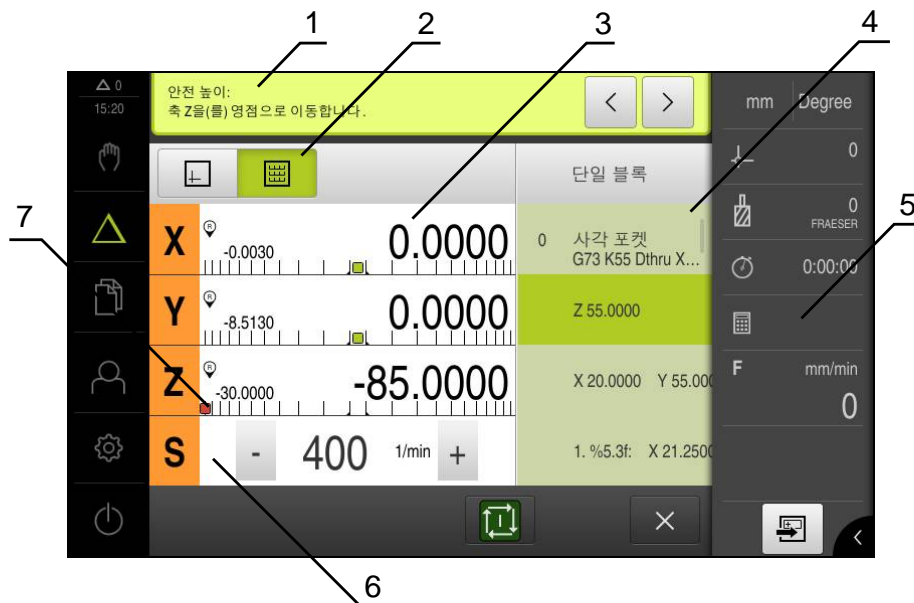 1
2
3
4
5
6
7
0
15:20
안전 높이:
축 Z을(를) 영점으로 이동합니다.
단일 블록
X
R
-0.0030
0.0000
Y
R
-8.5130
0.0000
Z
R
-30.0000
-85.0000
S
-
400
1/min
+
0
사각 포켓
G73 K55 Dthru X...
Z 55.0000
X 20.0000 Y 55.000
1. %5.3f: X 21.2500
mm
Degree
0
0
FRAESER
0:00:00
F
mm/min
0